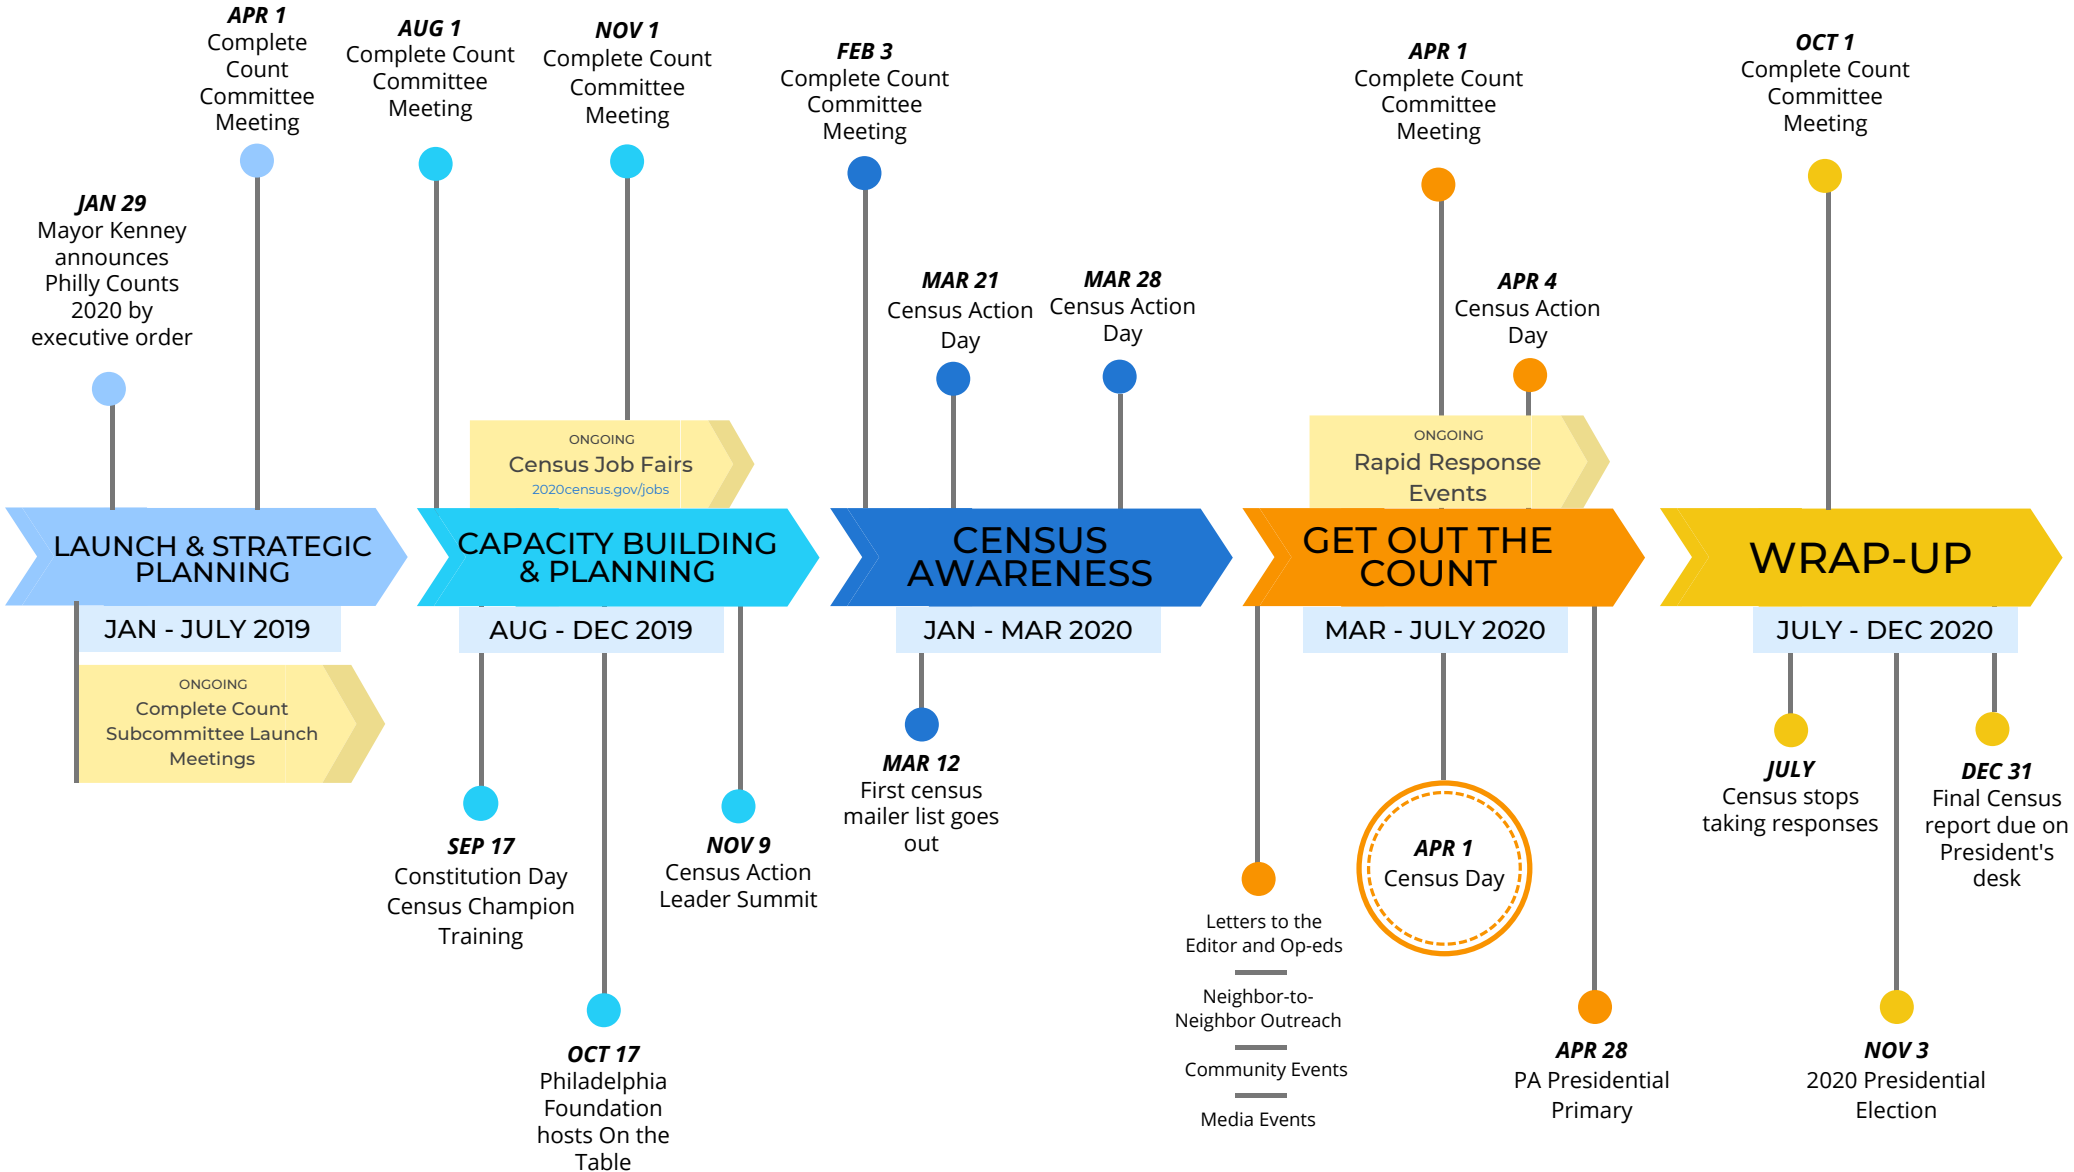 APR 1
Complete
Count
Committee
Meeting
JAN 29
Mayor Kenney
announces
Philly Counts
2020 by
executive order
AUG 1
Complete Count
Committee
Meeting
NOV 1
Complete Count
Committee
Meeting
FEB 3
Complete Count
Committee
Meeting
MAR 21
Census Action
Day
MAR 28
Census Action
Day
APR 1
Complete Count
Committee
Meeting
APR 4
Census Action
Day
OCT 1
Complete Count
Committee
Meeting
ONGOING
Census Job Fairs
2020census.gov/jobs
ONGOING
Rapid Response
Events
LAUNCH & STRATEGIC
PLANNING
CAPACITY BUILDING
& PLANNING
CENSUS
AWARENESS
GET OUT THE
COUNT
WRAP-UP
JAN - JULY 2019
AUG - DEC 2019
JAN - MAR 2020
MAR - JULY 2020
JULY - DEC 2020
ONGOING
Complete Count
Subcommittee Launch
Meetings
SEP 17
Constitution Day
Census Champion
Training
OCT 17
Philadelphia
Foundation
hosts On the
Table
NOV 9
Census Action
Leader Summit
MAR 12
First census
mailer list goes
out
Letters to the
Editor and Op-eds
Neighbor-to-
Neighbor Outreach
Community Events
Media Events
APR 1
Census Day
APR 28
PA Presidential
Primary
JULY
Census stops
taking responses
NOV 3
2020 Presidential
Election
DEC 31
Final Census
report due on
President's
desk